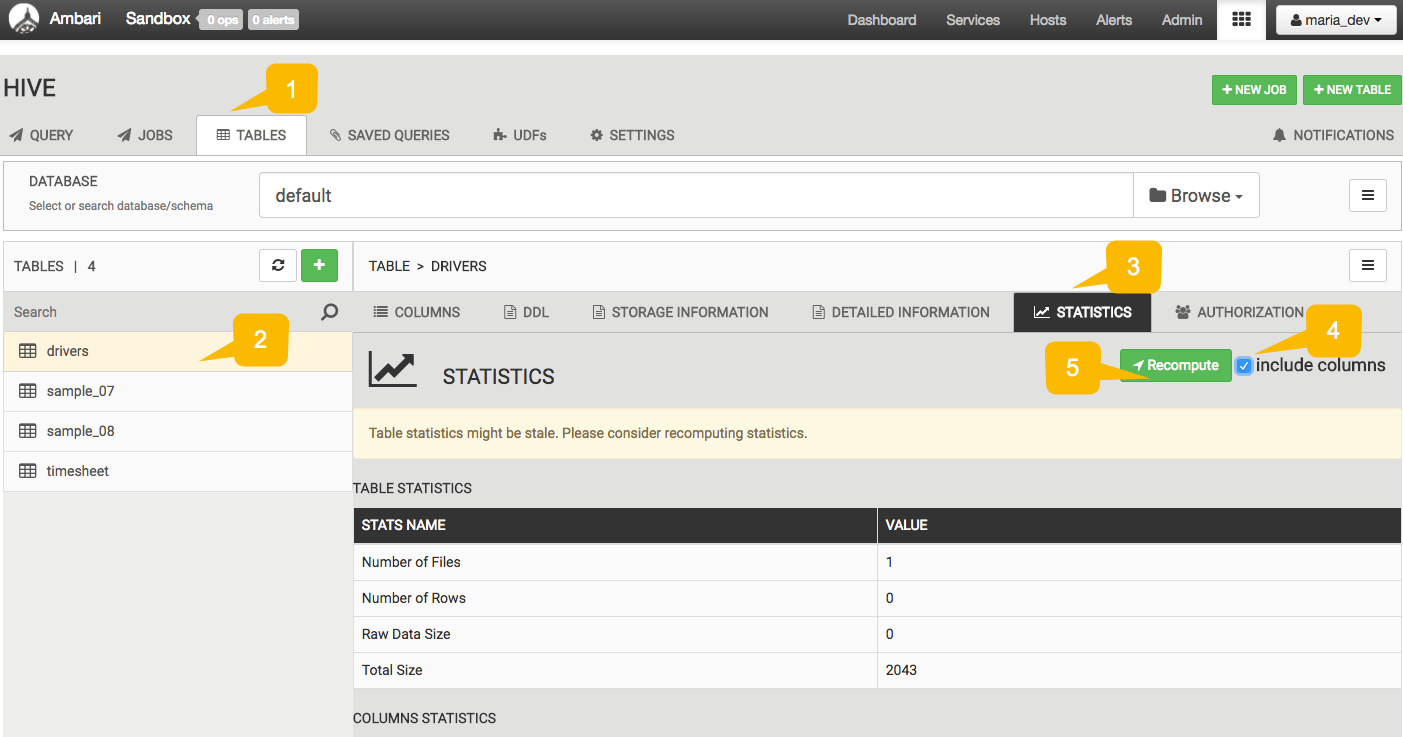 Ambari Sandbox 0 ops 0 alerts Dashboard Services Hosts Alerts Admin maria_dev
HIVE
1
NEW JOB NEW TABLE
QUERY JOBS TABLES SAVED QUERIES UDFs SETTINGS NOTIFICATIONS
DATABASE
Select or search database/schema
default
Browse
TABLES | 4
TABLE > DRIVERS
3
Search
COLUMNS DDL STORAGE INFORMATION DETAILED INFORMATION STATISTICS AUTHORIZATION
2
4
drivers
sample_07
sample_08
timesheet
STATISTICS
5
Recompute include columns
Table statistics might be stale. Please consider recomputing statistics.
TABLE STATISTICS
STATS NAME VALUE
Number of Files 1
Number of Rows 0
Raw Data Size 0
Total Size 2043
COLUMNS STATISTICS